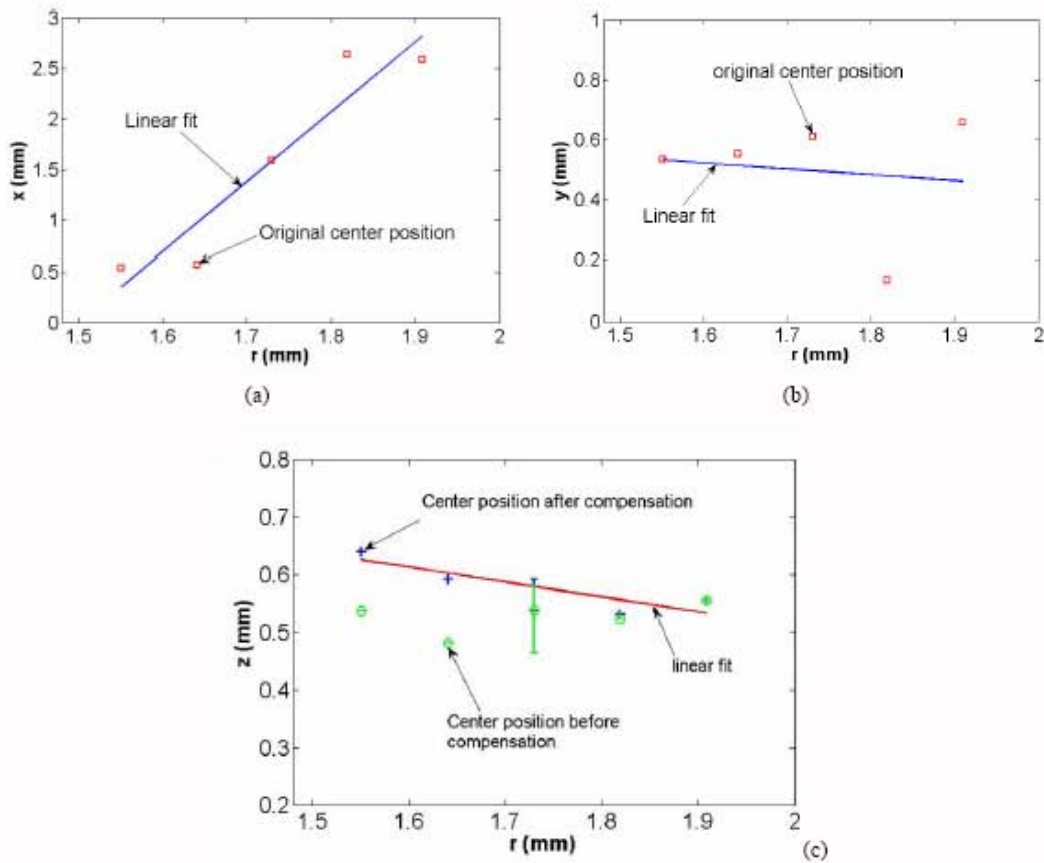 3
2.5
2
1.5
1
0.5
0
x (mm)
Linear fit
Original center position
1.5 1.6 1.7 1.8 1.9 2
r (mm)
(a)
1
0.8
0.6
0.4
0.2
0
y (mm)
original center position
Linear fit
1.5 1.6 1.7 1.8 1.9 2
r (mm)
(b)
0.8
0.7
0.6
0.5
0.4
0.3
0.2
z (mm)
Center position after compensation
linear fit
Center position before
compensation
1.5 1.6 1.7 1.8 1.9 2
r (mm)
(c)